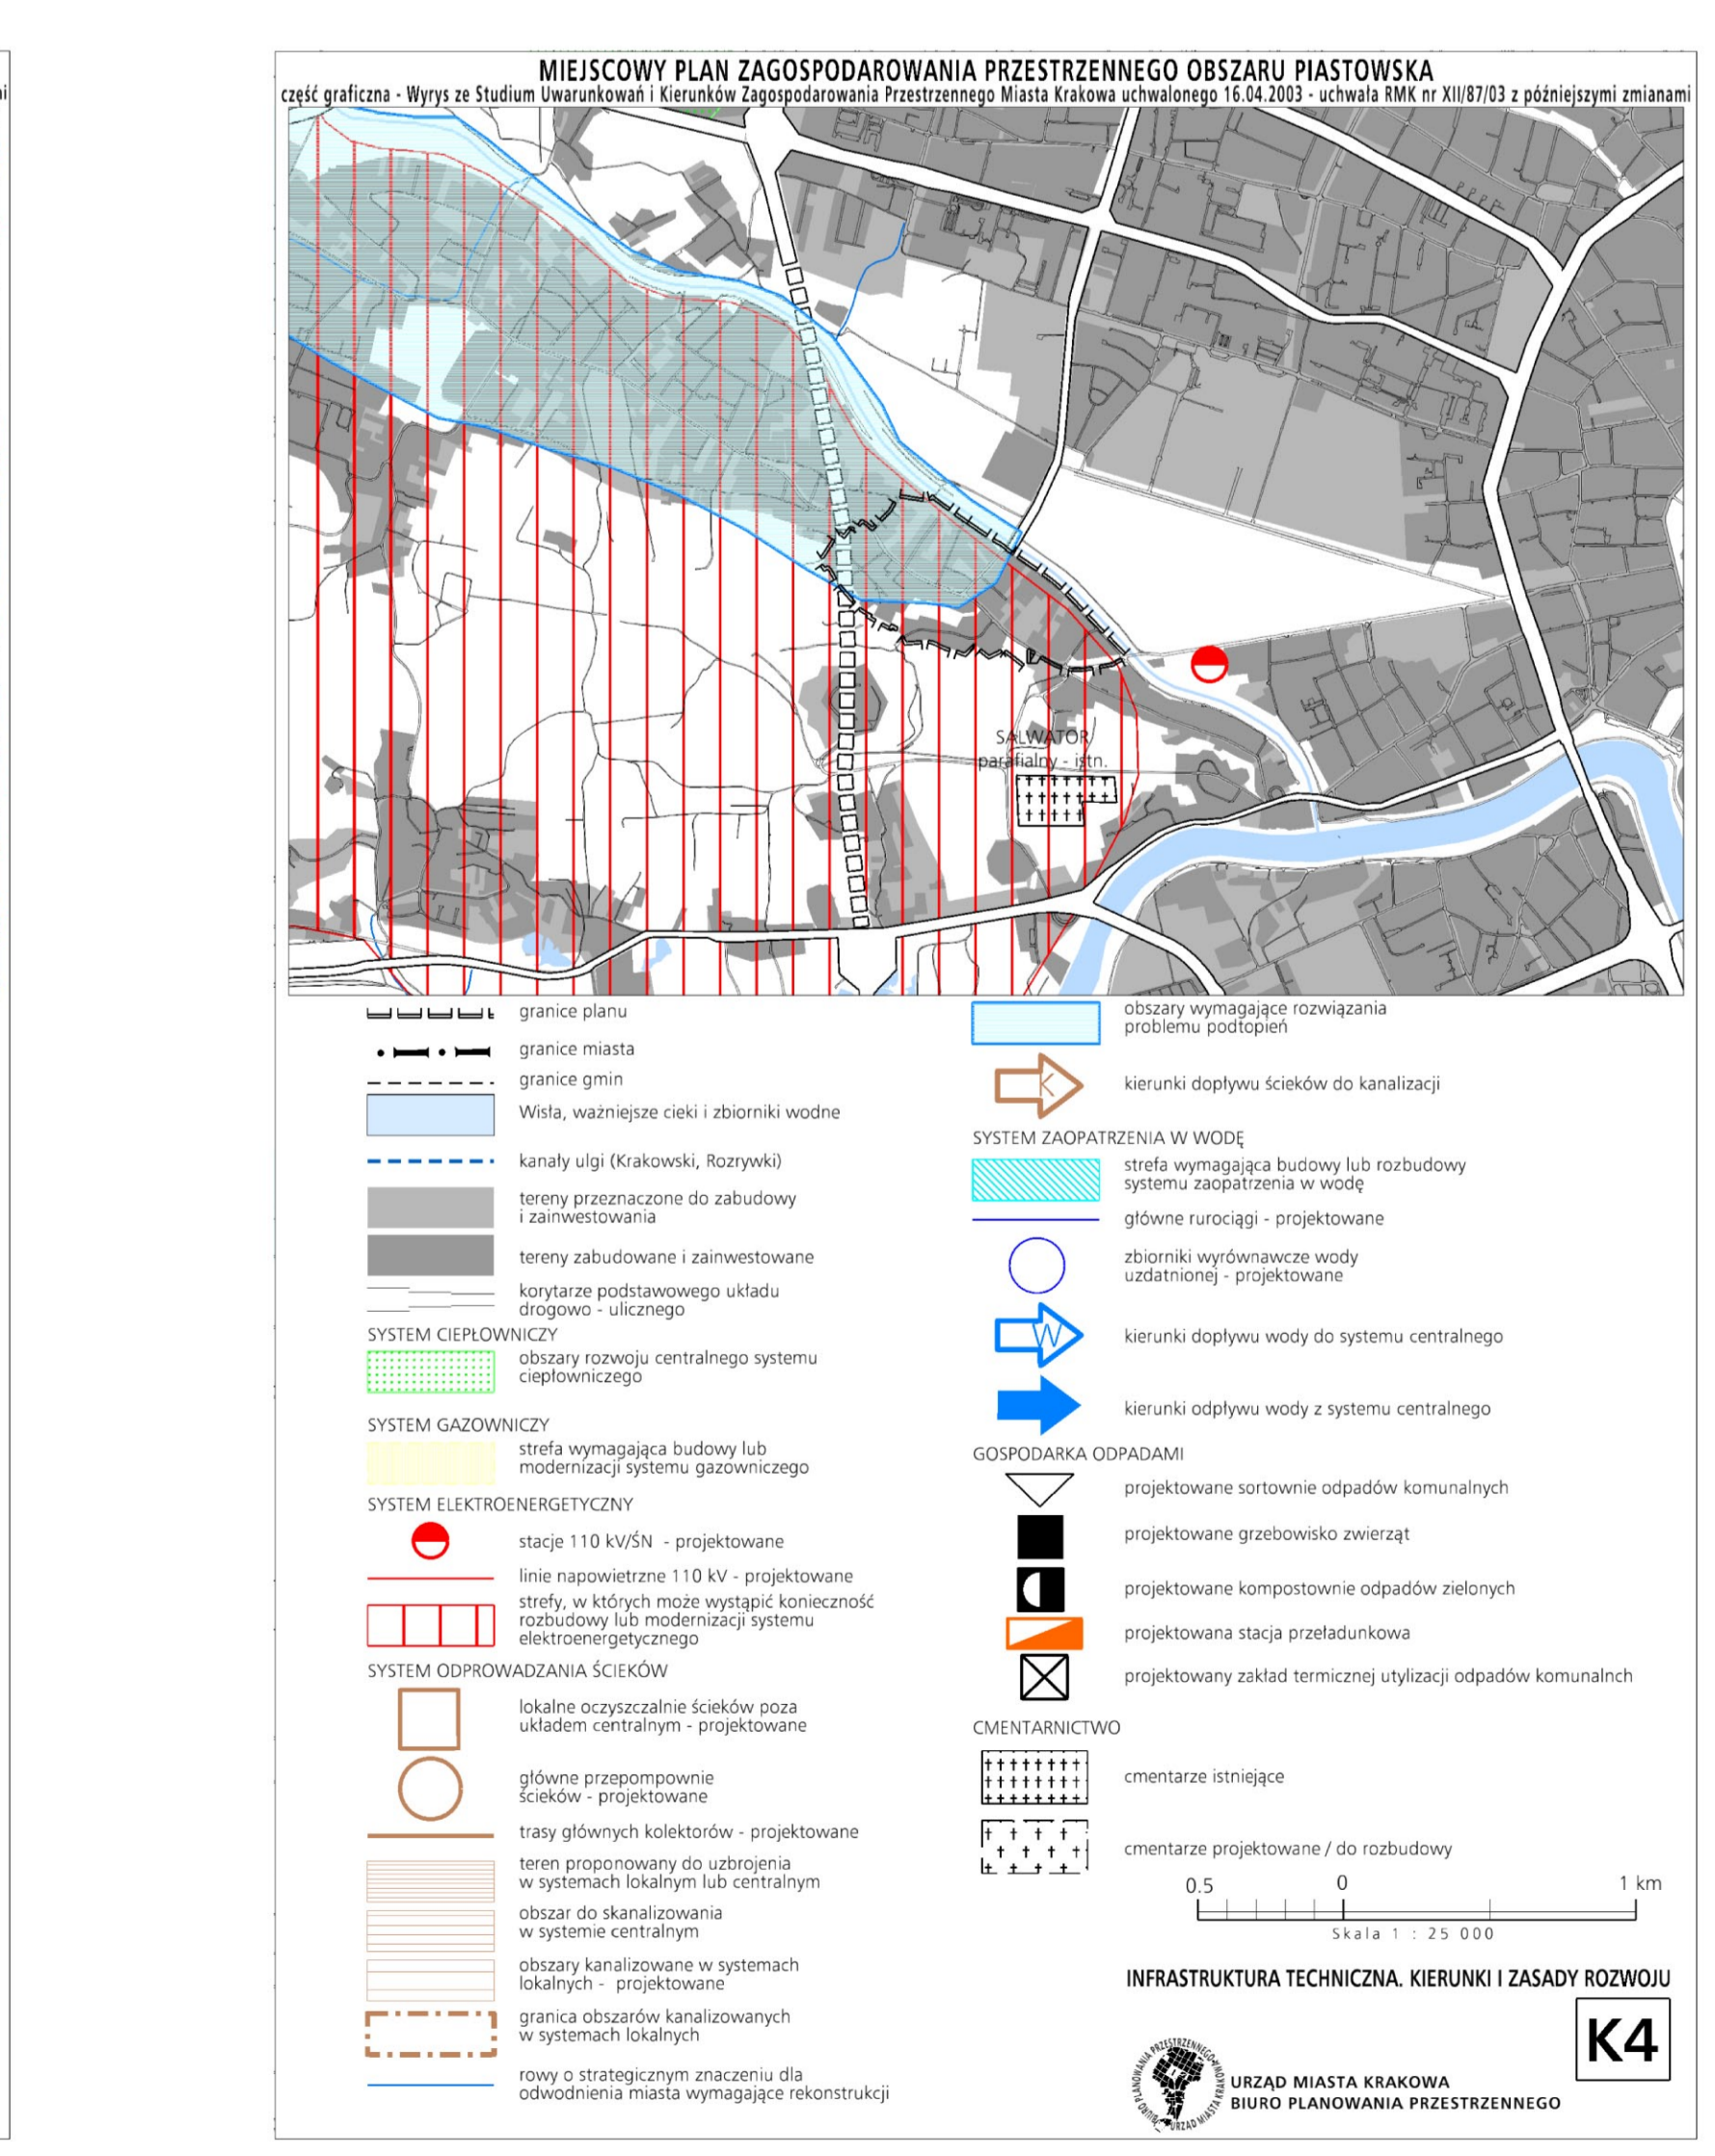 ni
MIEJSCOWY PLAN ZAGOSPODAROWANIA PRZESTRZENNEGO OBSZARU PIASTOWSKA
część graficzna - Wyrys ze Studium Uwarunkowań i Kierunków Zagospodarowania Przestrzennego Miasta Krakowa uchwalonego 16.04.2003 - uchwała RMK nr XII/87/03 z późniejszymi zmianami
SALWATOR
parafialny - istn.
granice planu
granice miasta
granice gmin
Wisła, ważniejsze cieki i zbiorniki wodne
kanały ulgi (Krakowski, Rozrywki)
tereny przeznaczone do zabudowy
i zainwestowania
tereny zabudowane i zainwestowane
korytarze podstawowego układu
drogowo - ulicznego
SYSTEM CIEPŁOWNICZY
obszary rozwoju centralnego systemu
ciepłowniczego
SYSTEM GAZOWNICZY
strefa wymagająca budowy lub
modernizacji systemu gazowniczego
SYSTEM ELEKTROENERGETYCZNY
stacje 110 kV/ŚN - projektowane
linie napowietrzne 110 kV - projektowane
strefy, w których może wystąpić konieczność
rozbudowy lub modernizacji systemu
elektroenergetycznego
SYSTEM ODPROWADZANIA ŚCIEKÓW
lokalne oczyszczalnie ścieków poza
układem centralnym - projektowane
główne przepompownie
ścieków - projektowane
trasy głównych kolektorów - projektowane
teren proponowany do uzbrojenia
w systemach lokalnym lub centralnym
obszar do skanalizowania
w systemie centralnym
obszary kanalizowane w systemach
lokalnych - projektowane
granica obszarów kanalizowanych
w systemach lokalnych
rowy o strategicznym znaczeniu dla
odwodnienia miasta wymagające rekonstrukcji
obszary wymagające rozwiązania
problemu podtopień
K
kierunki dopływu ścieków do kanalizacji
SYSTEM ZAOPATRZENIA W WODĘ
strefa wymagająca budowy lub rozbudowy
systemu zaopatrzenia w wodę
główne rurociągi - projektowane
zbiorniki wyrównawcze wody
uzdatnionej - projektowane
W
kierunki dopływu wody do systemu centralnego
kierunki odpływu wody z systemu centralnego
GOSPODARKA ODPADAMI
projektowane sortownie odpadów komunalnych
projektowane grzebowisko zwierząt
projektowane kompostownie odpadów zielonych
projektowana stacja przeładunkowa
projektowany zakład termicznej utylizacji odpadów komunalnch
CMENTARNICTWO
cmentarze istniejące
cmentarze projektowane / do rozbudowy
0.5 0 1 km
Skala 1 : 25 000
INFRASTRUKTURA TECHNICZNA. KIERUNKI I ZASADY ROZWOJU
K4
BIURO PLANOWANIA PRZESTRZENNEGO URZĄD MIASTA KRAKOWA
URZĄD MIASTA KRAKOWA
BIURO PLANOWANIA PRZESTRZENNEGO